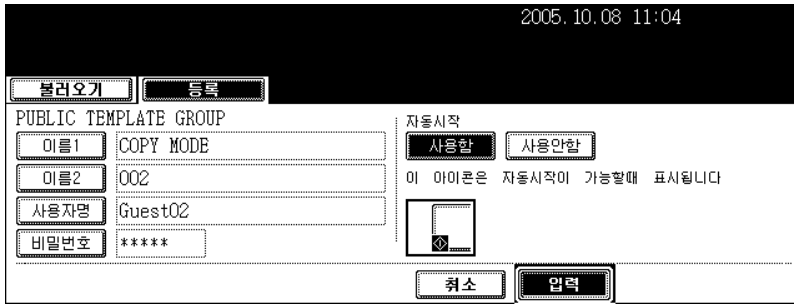 2005.10.08 11:04
불러오기 등록
PUBLIC TEMPLATE GROUP
이름1 COPY MODE
이름2 002
사용자명 Guest02
비밀번호 *****
자동시작
사용함 사용안함
이 아이콘은 자동시작이 가능할때 표시됩니다
취소 입력